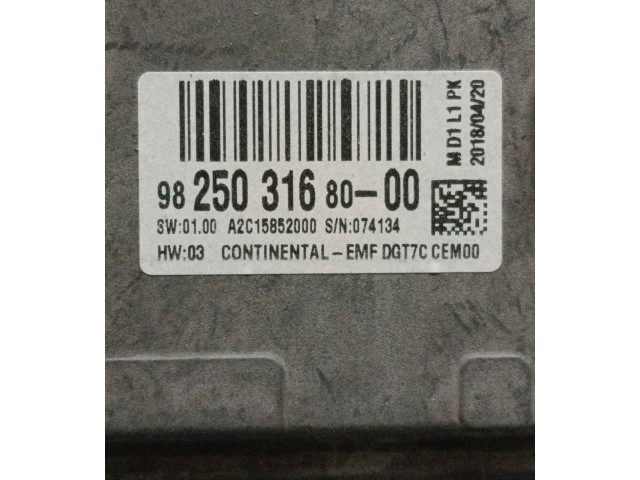 98 250 316 80-00
SW:01.00 A2C15852000 S/N:074134
HW:03 CONTINENTAL-EMF DGT7C CEM00
M D1 L1 PK
2018/04/20